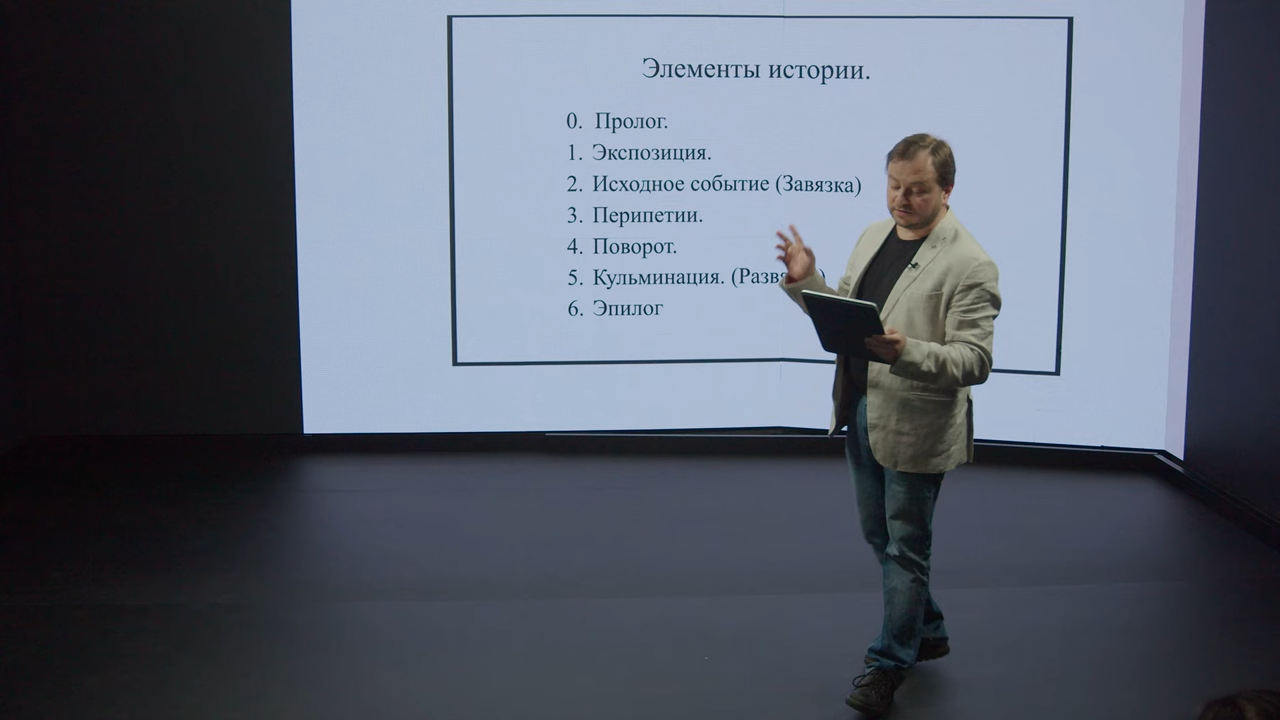 Элементы истории.
0. Пролог.
1. Экспозиция.
2. Исходное событие (Завязка)
3. Перипетии.
4. Поворот.
5. Кульминация.
6. Эпилог